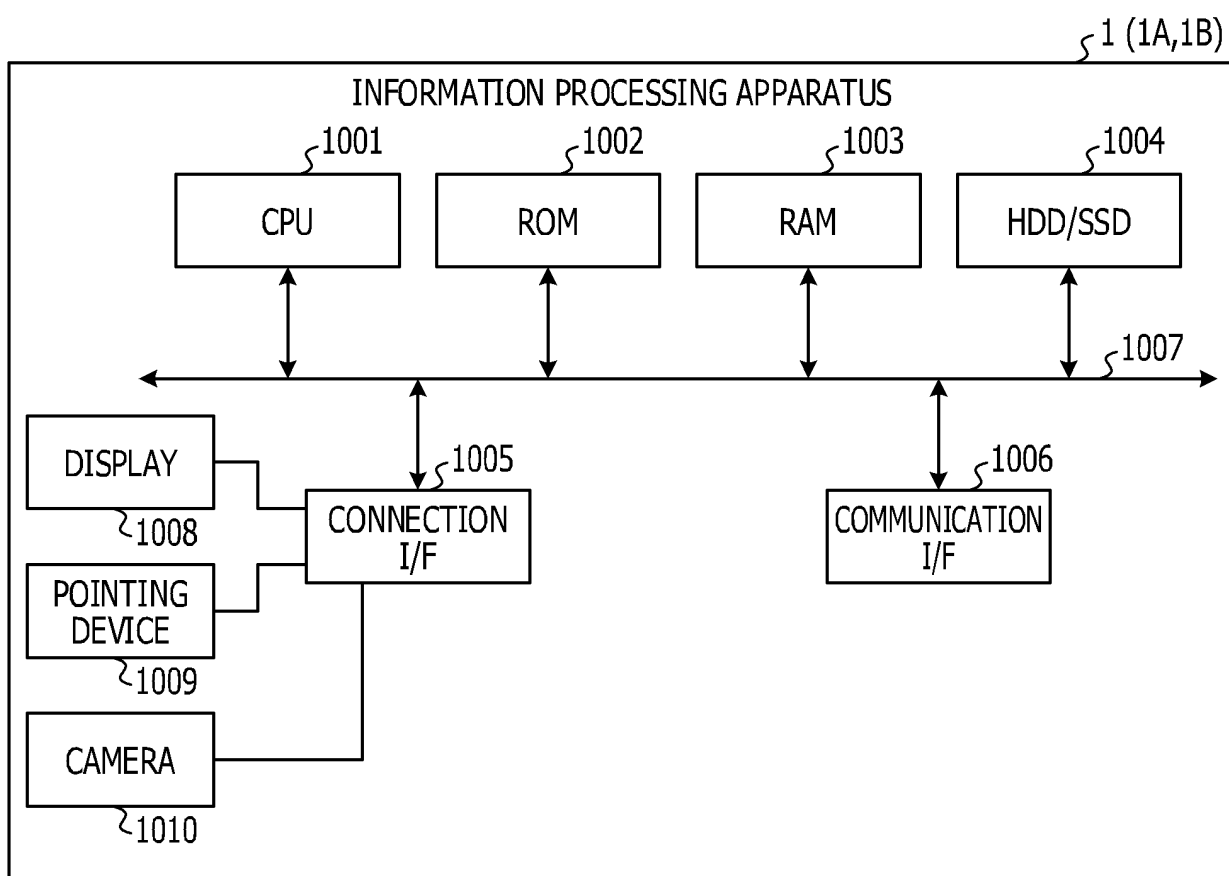 1 (1A,1B)
INFORMATION PROCESSING APPARATUS
1001
1002
1003
1004
CPU
ROM
RAM
HDD/SSD
1007
DISPLAY
1008
1005
1006
CONNECTION
I/F
COMMUNICATION
I/F
POINTING
DEVICE
1009
CAMERA
1010